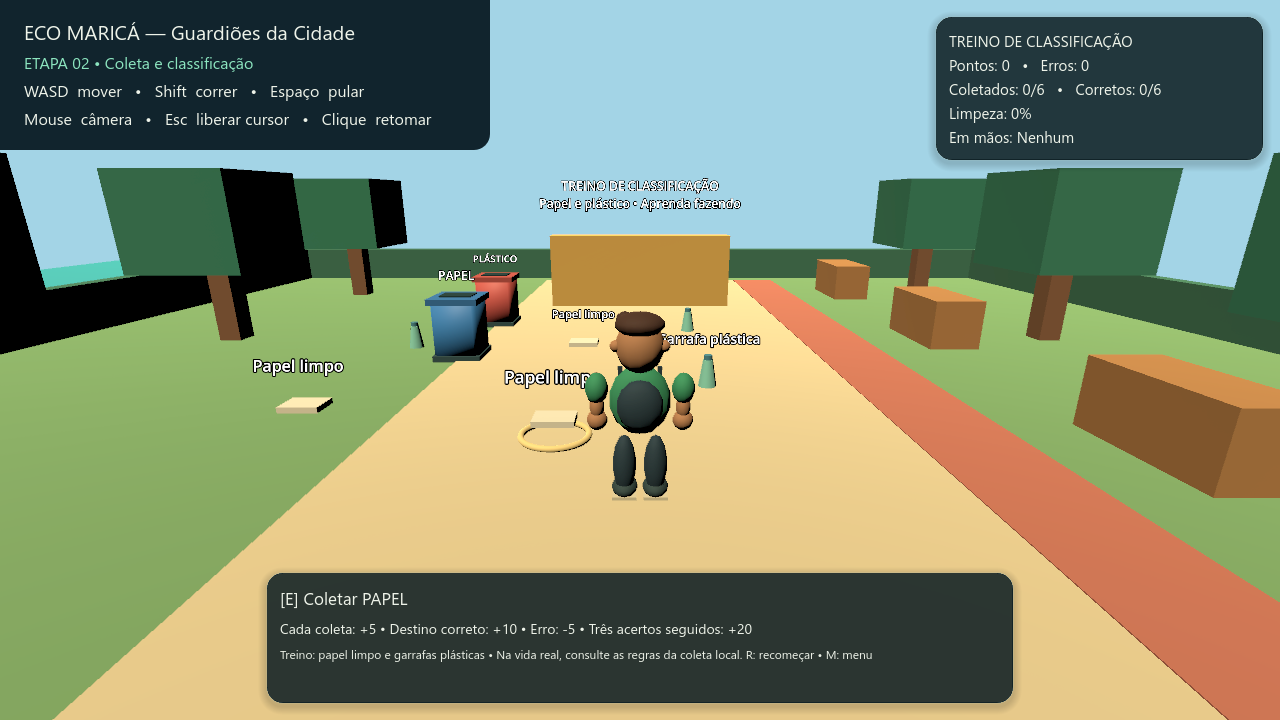 ECO MARICÁ — Guardiões da Cidade
ETAPA 02 • Coleta e classificação
WASD mover • Shift correr • Espaço pular
Mouse câmera • Esc liberar cursor • Clique retomar
TREINO DE CLASSIFICAÇÃO
Pontos: 0 • Erros: 0
Coletados: 0/6 • Corretos: 0/6
Limpeza: 0%
Em mãos: Nenhum
TREINO DE CLASSIFICAÇÃO
Papel e plástico • Aprenda fazendo
PLÁSTICO
PAPEL
Papel limpo
Garrafa plástica
Papel limpo
Papel limpo
[E] Coletar PAPEL
Cada coleta: +5 • Destino correto: +10 • Erro: -5 • Três acertos seguidos: +20
Treino: papel limpo e garrafas plásticas • Na vida real, consulte as regras da coleta local. R: recomeçar • M: menu